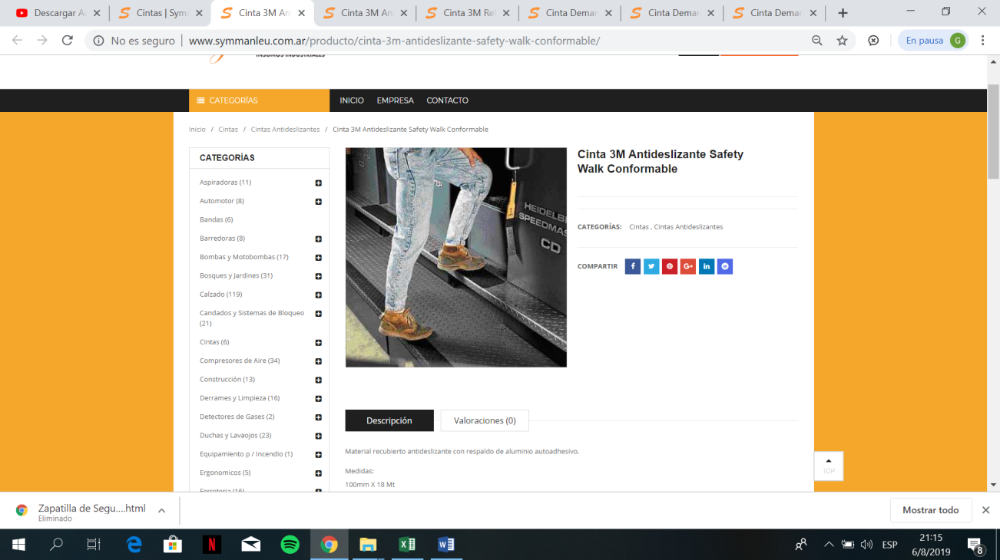 Descargar A
Cintas | Sym
Cinta 3M An
Cinta 3M An
Cinta 3M Re
Cinta Demar
Cinta Demar
Cinta Demar
No es seguro | www.symmanleu.com.ar/producto/cinta-3m-antideslizante-safety-walk-conformable/
En pausa G
INSUMOS INDUSTRIALES
CATEGORÍAS INICIO EMPRESA CONTACTO
Inicio / Cintas / Cintas Antideslizantes / Cinta 3M Antideslizante Safety Walk Conformable
CATEGORÍAS
Aspiradoras (11)
Automotor (8)
Bandas (6)
Barredoras (8)
Bombas y Motobombas (17)
Bosques y Jardines (31)
Calzado (119)
Candados y Sistemas de Bloqueo
(21)
Cintas (6)
Compresores de Aire (34)
Construcción (13)
Derrames y Limpieza (16)
Detectores de Gases (2)
Duchas y Lavaojos (23)
Equipamiento p / Incendio (1)
Ergonomicos (5)
Ferreteria (16)
HEIDELB
SPEEDMAS
CD
Cinta 3M Antideslizante Safety
Walk Conformable
CATEGORÍAS: Cintas , Cintas Antideslizantes
COMPARTIR
Descripción Valoraciones (0)
Material recubierto antideslizante con respaldo de aluminio autoadhesivo.
Medidas:
100mm X 18 Mt
TOP
Zapatilla de Segu....html
Eliminado
Mostrar todo
ESP
21:15
6/8/2019
8